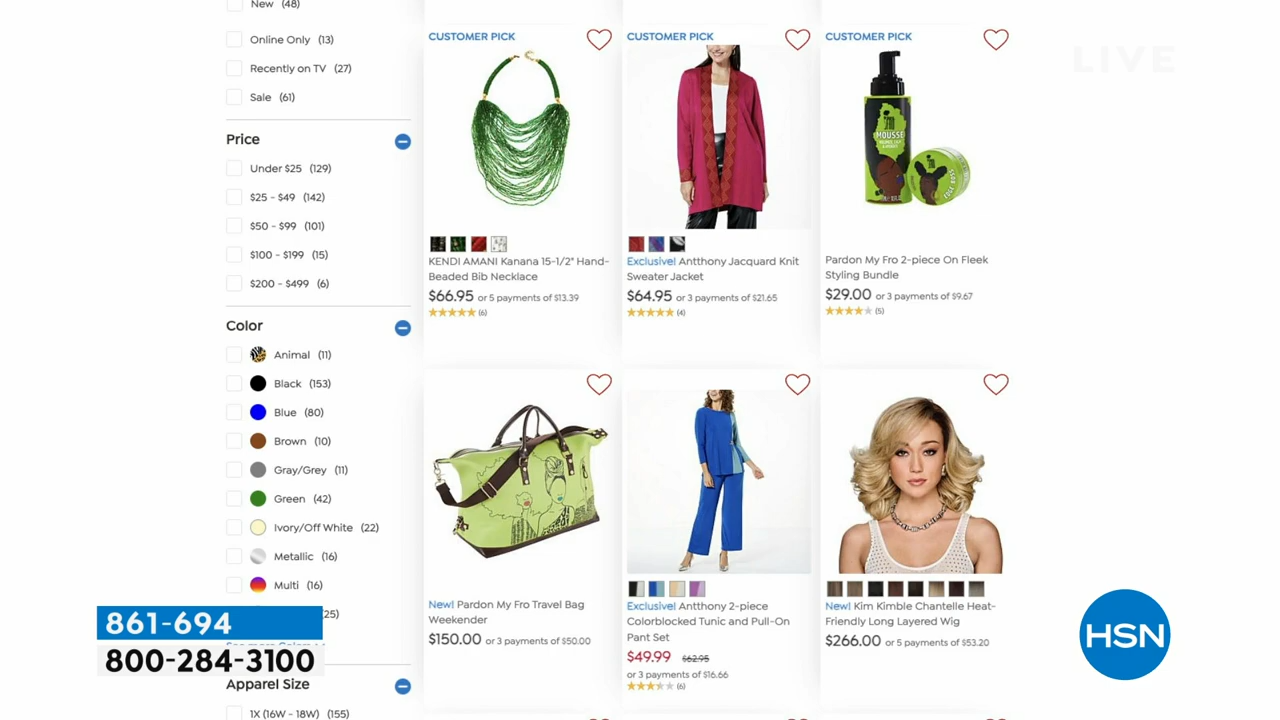 New (48)
Online Only (13)
Recently on TV (27)
Sale (61)
Price
Under $25 (129)
$25 - $49 (142)
$50 - $99 (101)
$100 - $199 (15)
$200 - $499 (6)
Color
Animal (11)
Black (153)
Blue (80)
Brown (10)
Gray/Grey (11)
Green (42)
Ivory/Off White (22)
Metallic (16)
Multi (16)
Apparel Size
1X (16W - 18W) (155)
CUSTOMER PICK
KENDI AMANI Kanana 15-1/2" Hand-
Beaded Bib Necklace
$66.95 or 5 payments of $13.39
(6)
CUSTOMER PICK
Exclusive! Antthony Jacquard Knit
Sweater Jacket
$64.95 or 3 payments of $21.65
(4)
CUSTOMER PICK
MOUSSE
Pardon My Fro 2-piece On Fleek
Styling Bundle
$29.00 or 3 payments of $9.67
(5)
New! Pardon My Fro Travel Bag
Weekender
$150.00 or 3 payments of $50.00
Exclusive! Antthony 2-piece
Colorblocked Tunic and Pull-On
Pant Set
$49.99 $62.95
or 3 payments of $16.66
(6)
New! Kim Kimble Chantelle Heat-
Friendly Long Layered Wig
$266.00 or 5 payments of $53.20
LIVE
861-694
800-284-3100
HSN